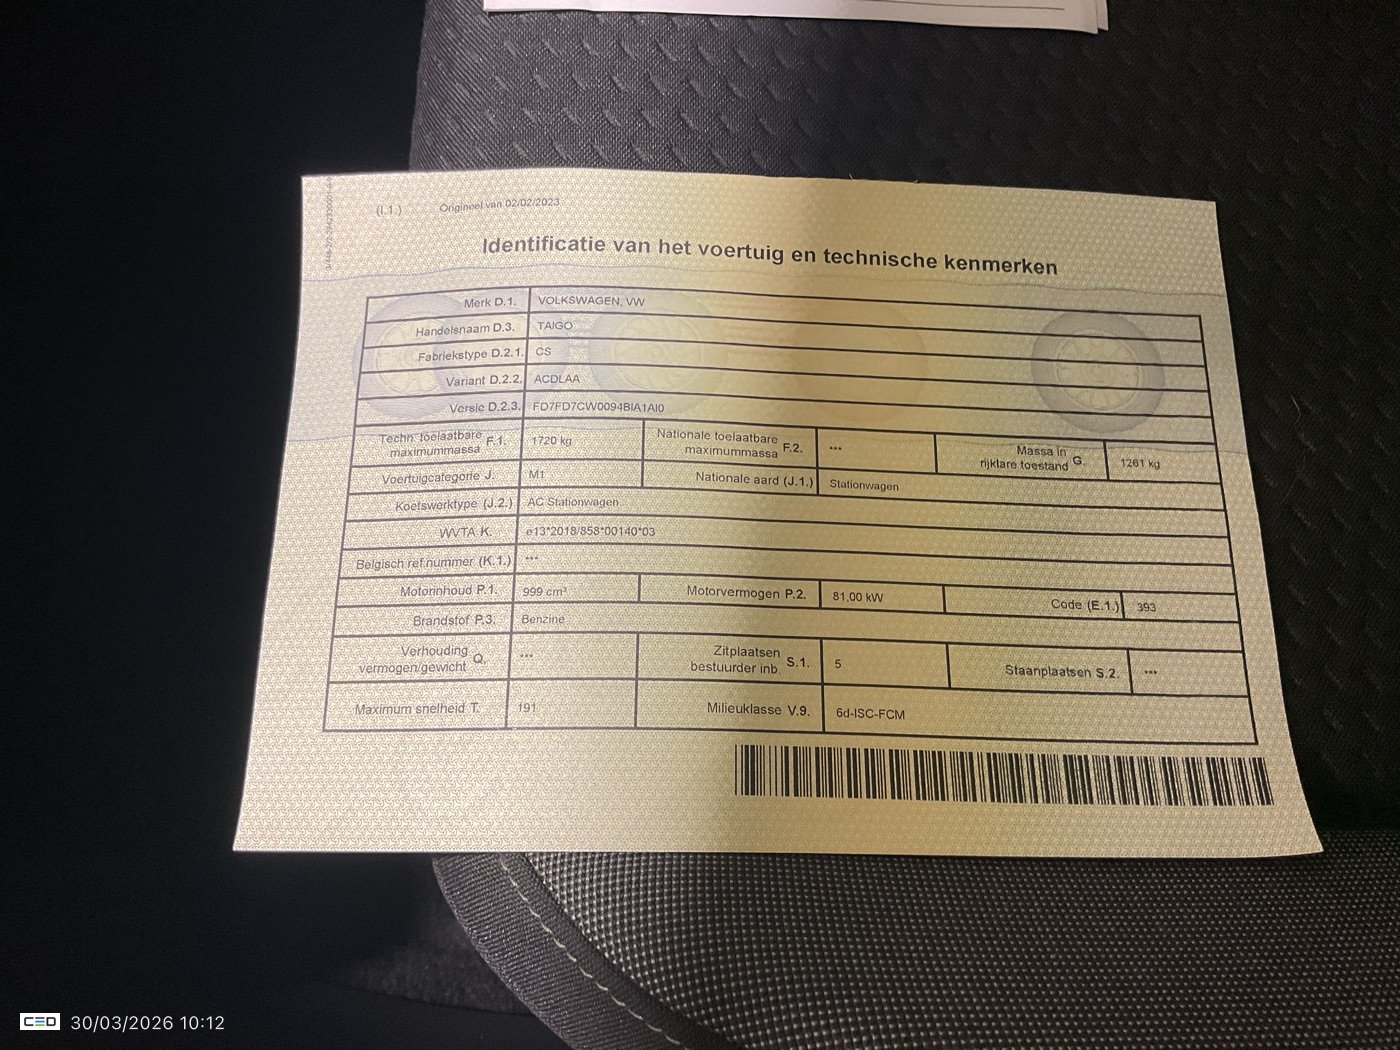 (I.1.) Origineel van 02/02/2023
Identificatie van het voertuig en technische kenmerken
Merk D.1. VOLKSWAGEN, VW
Handelsnaam D.3. TAIGO
Fabriekstype D.2.1. CS
Variant D.2.2. ACDLAA
Versie D.2.3. FD7FD7CW0094BIA1AI0
Techn. toelaatbare maximummassa F.1. 1720 kg Nationale toelaatbare maximummassa F.2. *** Massa in rijklare toestand G. 1261 kg
Voertuigcategorie J. M1 Nationale aard (J.1.) Stationwagen
Koetswerktype (J.2.) AC Stationwagen
WVTA K. e13*2018/858*00140*03
Belgisch ref.nummer (K.1.) ***
Motorinhoud P.1. 999 cm³ Motorvermogen P.2. 81,00 kW Code (E.1.) 393
Brandstof P.3. Benzine
Verhouding vermogen/gewicht Q. *** Zitplaatsen bestuurder inb. S.1. 5 Staanplaatsen S.2. ***
Maximum snelheid T. 191 Milieuklasse V.9. 6d-ISC-FCM
CED 30/03/2026 10:12